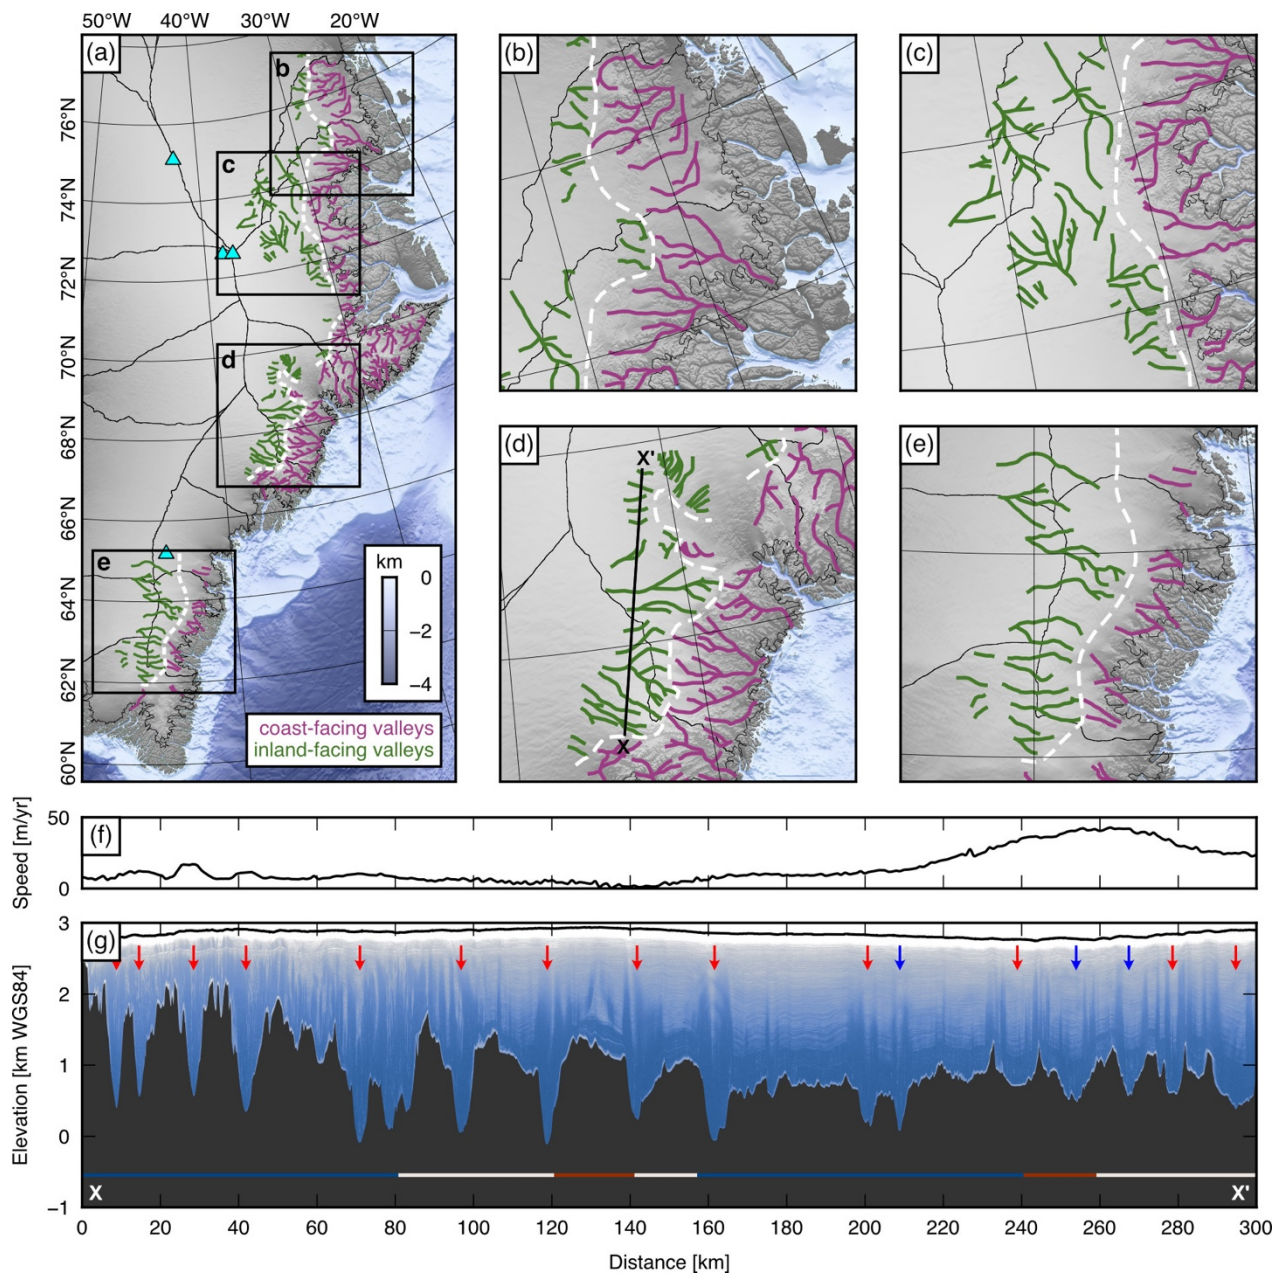 50°W 40°W 30°W 20°W
(a) b (b) (c)
76°N
74°N
72°N
70°N
68°N
66°N
64°N
62°N
60°N
c
d
e
km
0
−2
−4
coast-facing valleys
inland-facing valleys
(d) X' X (e)
Speed [m/yr]
50
0
(f)
Elevation [km WGS84]
3
2
1
0
−1
(g)
X X'
0 20 40 60 80 100 120 140 160 180 200 220 240 260 280 300
Distance [km]